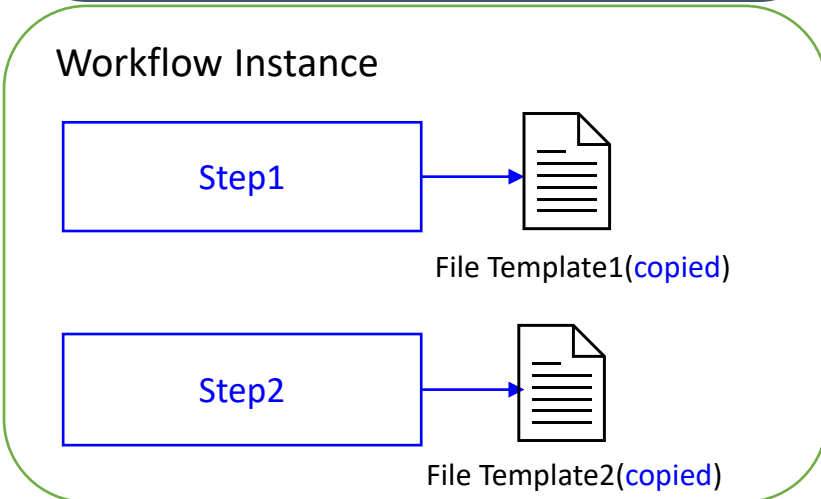 Workflow Instance
Step1
File Template1(copied)
Step2
File Template2(copied)